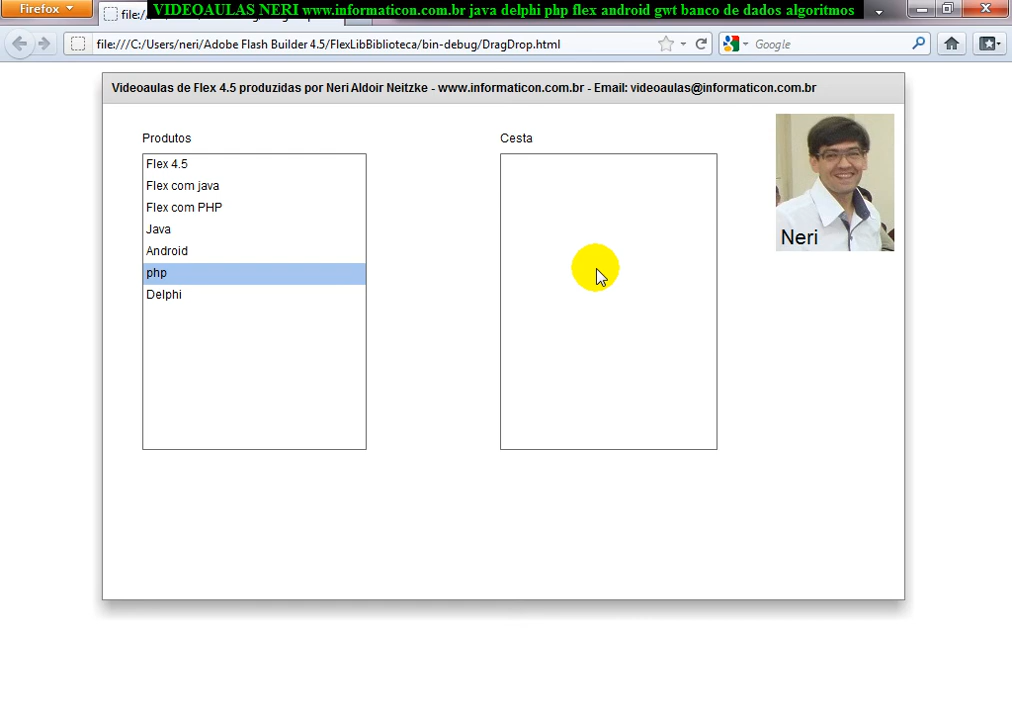 Firefox
file:/
VIDEOAULAS NERI www.informaticon.com.br java delphi php flex android gwt banco de dados algoritmos
file:///C:/Users/neri/Adobe Flash Builder 4.5/FlexLibBiblioteca/bin-debug/DragDrop.html
Google
Videoaulas de Flex 4.5 produzidas por Neri Aldoir Neitzke - www.informaticon.com.br - Email: videoaulas@informaticon.com.br
Produtos
Cesta
Flex 4.5
Flex com java
Flex com PHP
Java
Android
php
Delphi
Neri